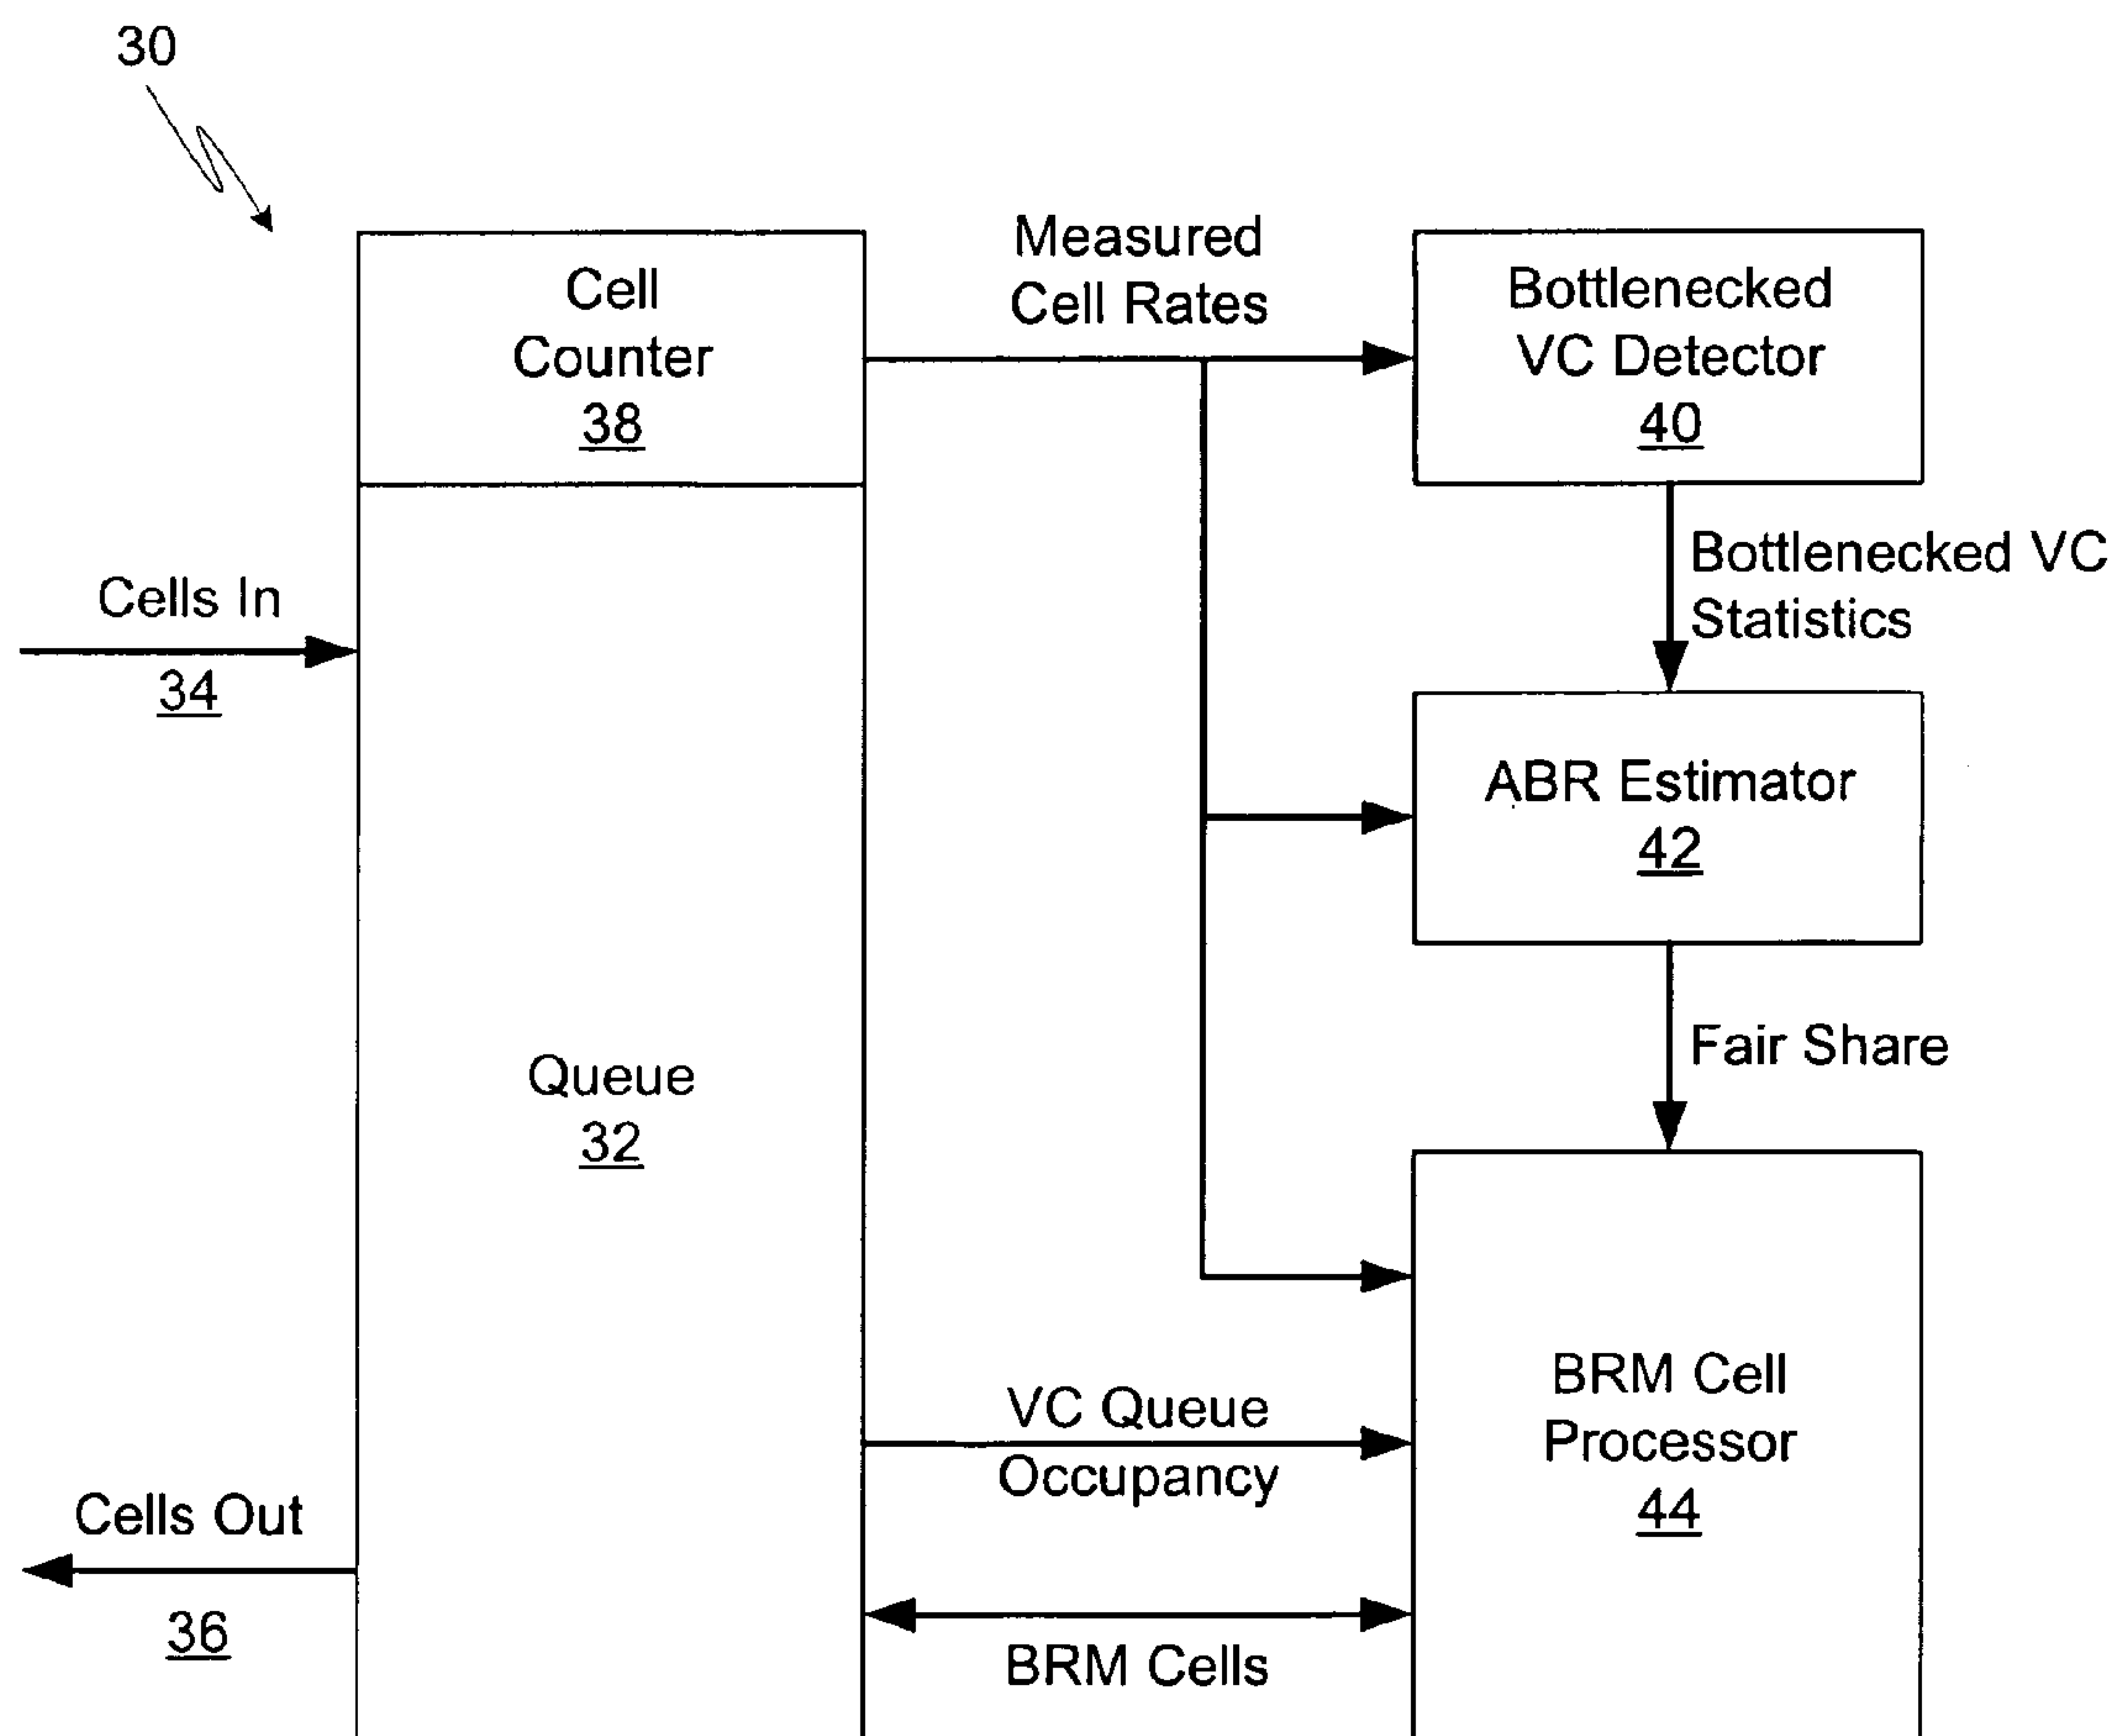 30
Cell
Counter
38
Measured
Cell Rates
Bottlenecked
VC Detector
40
Bottlenecked VC
Statistics
Cells In
34
ABR Estimator
42
Fair Share
Queue
32
VC Queue
Occupancy
BRM Cell
Processor
44
Cells Out
36
BRM Cells